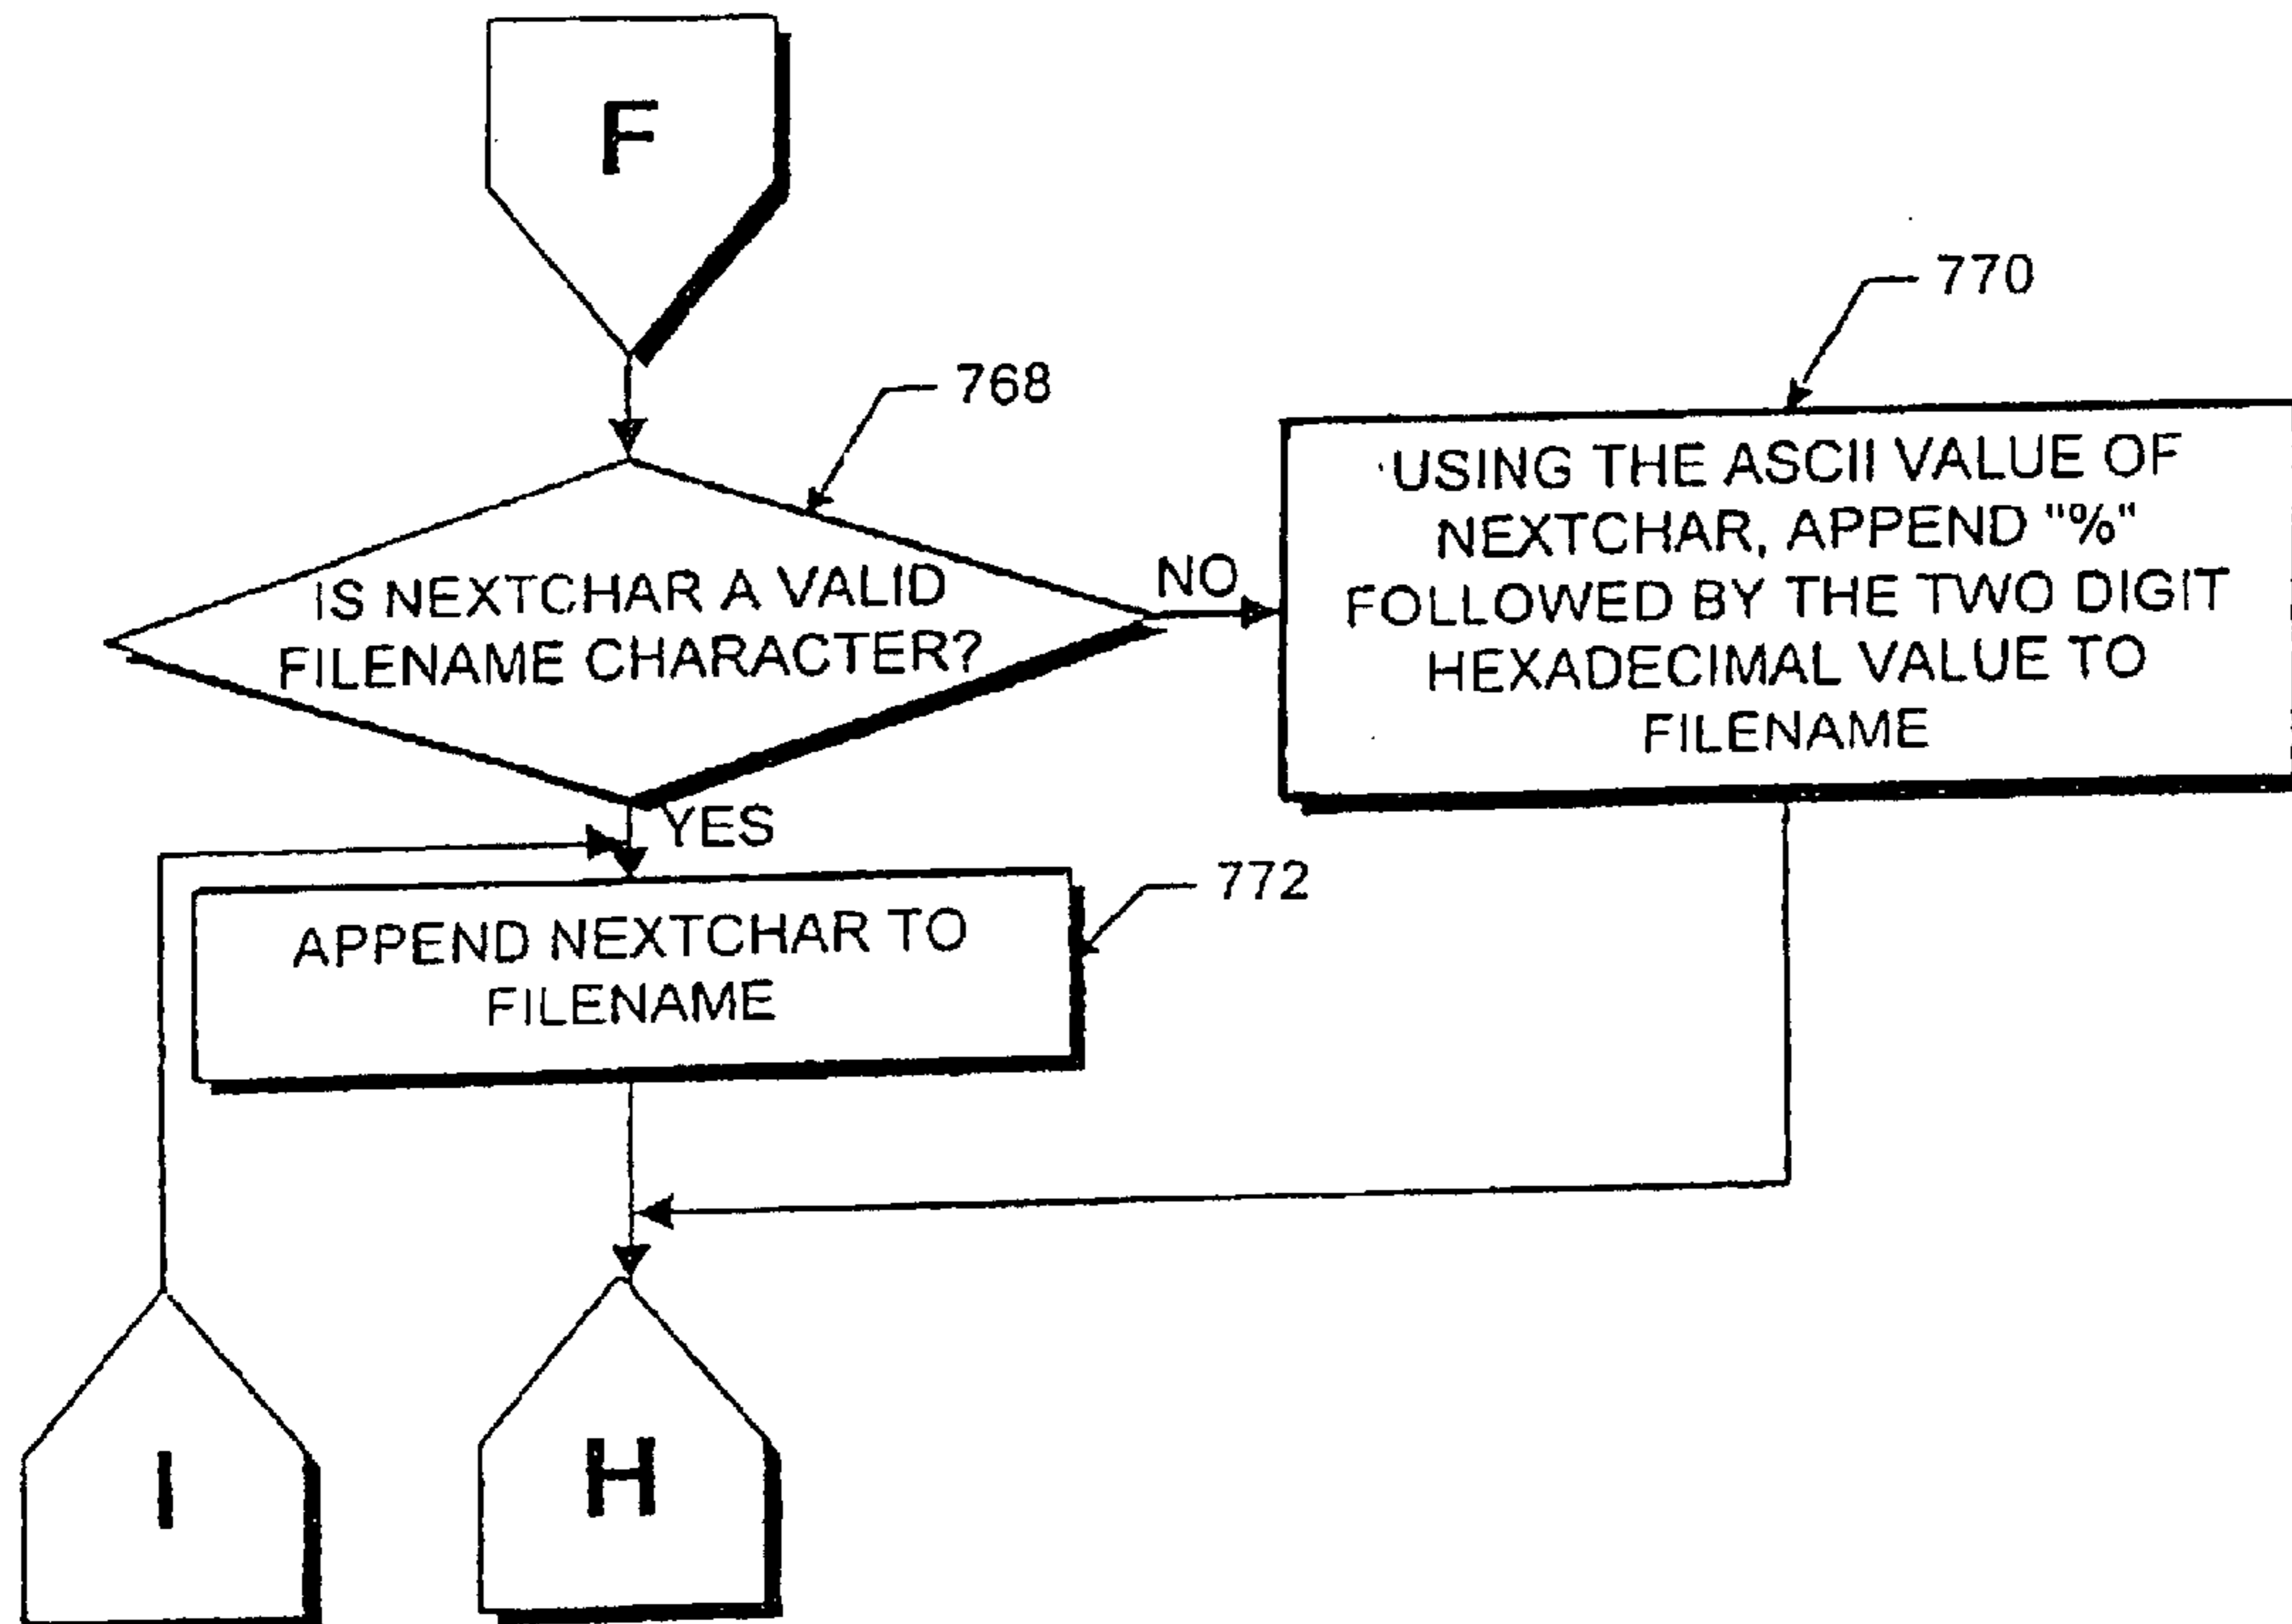 F
768
770
IS NEXTCHAR A VALID
FILENAME CHARACTER?
NO
USING THE ASCII VALUE OF
NEXTCHAR, APPEND "%"
FOLLOWED BY THE TWO DIGIT
HEXADECIMAL VALUE TO
FILENAME
YES
772
APPEND NEXTCHAR TO
FILENAME
I
H